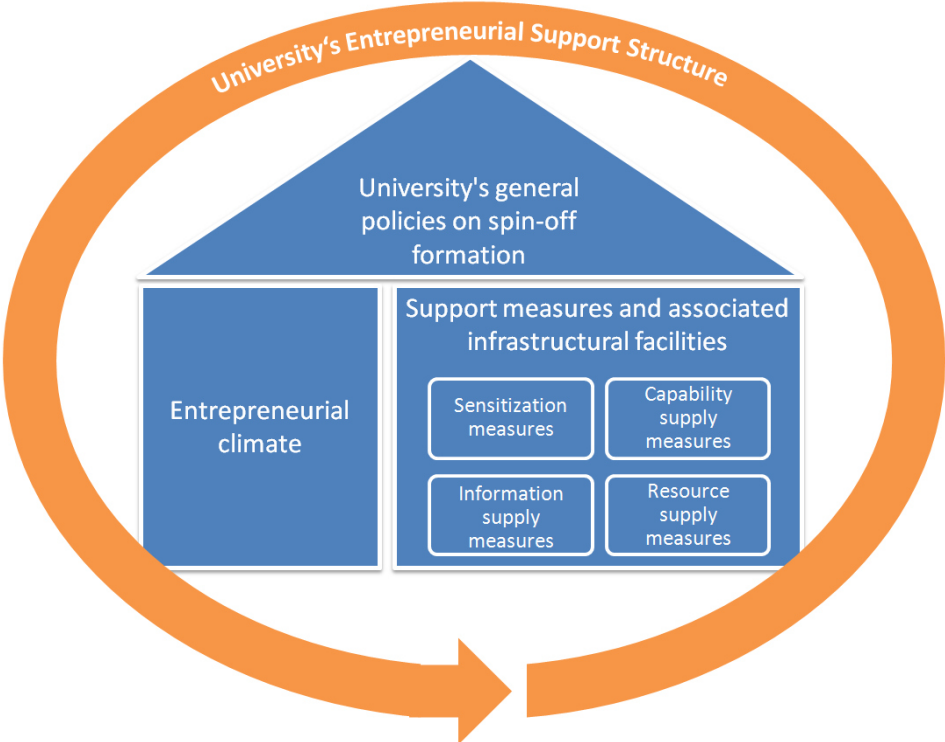 University‘s Entrepreneurial Support Structure
University's general
policies on spin-off
formation
Entrepreneurial
climate
Support measures and associated
infrastructural facilities
Sensitization
measures
Capability
supply
measures
Information
supply
measures
Resource
supply
measures